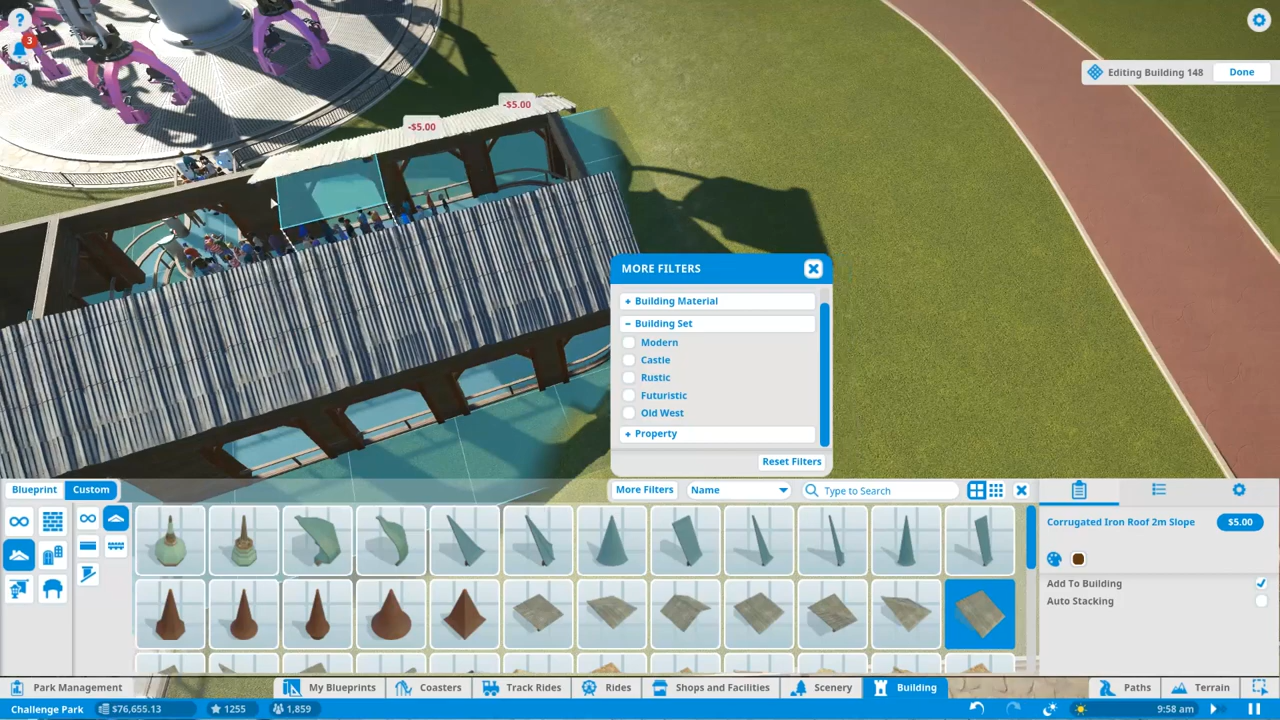 ?
3
Editing Building 148
Done
-$5.00
-$5.00
MORE FILTERS
+ Building Material
− Building Set
Modern
Castle
Rustic
Futuristic
Old West
+ Property
Reset Filters
Blueprint
Custom
More Filters
Name
Type to Search
Corrugated Iron Roof 2m Slope
$5.00
Add To Building
Auto Stacking
Park Management
My Blueprints
Coasters
Track Rides
Rides
Shops and Facilities
Scenery
Building
Paths
Terrain
Challenge Park
$76,655.13
1255
1,859
9:58 am